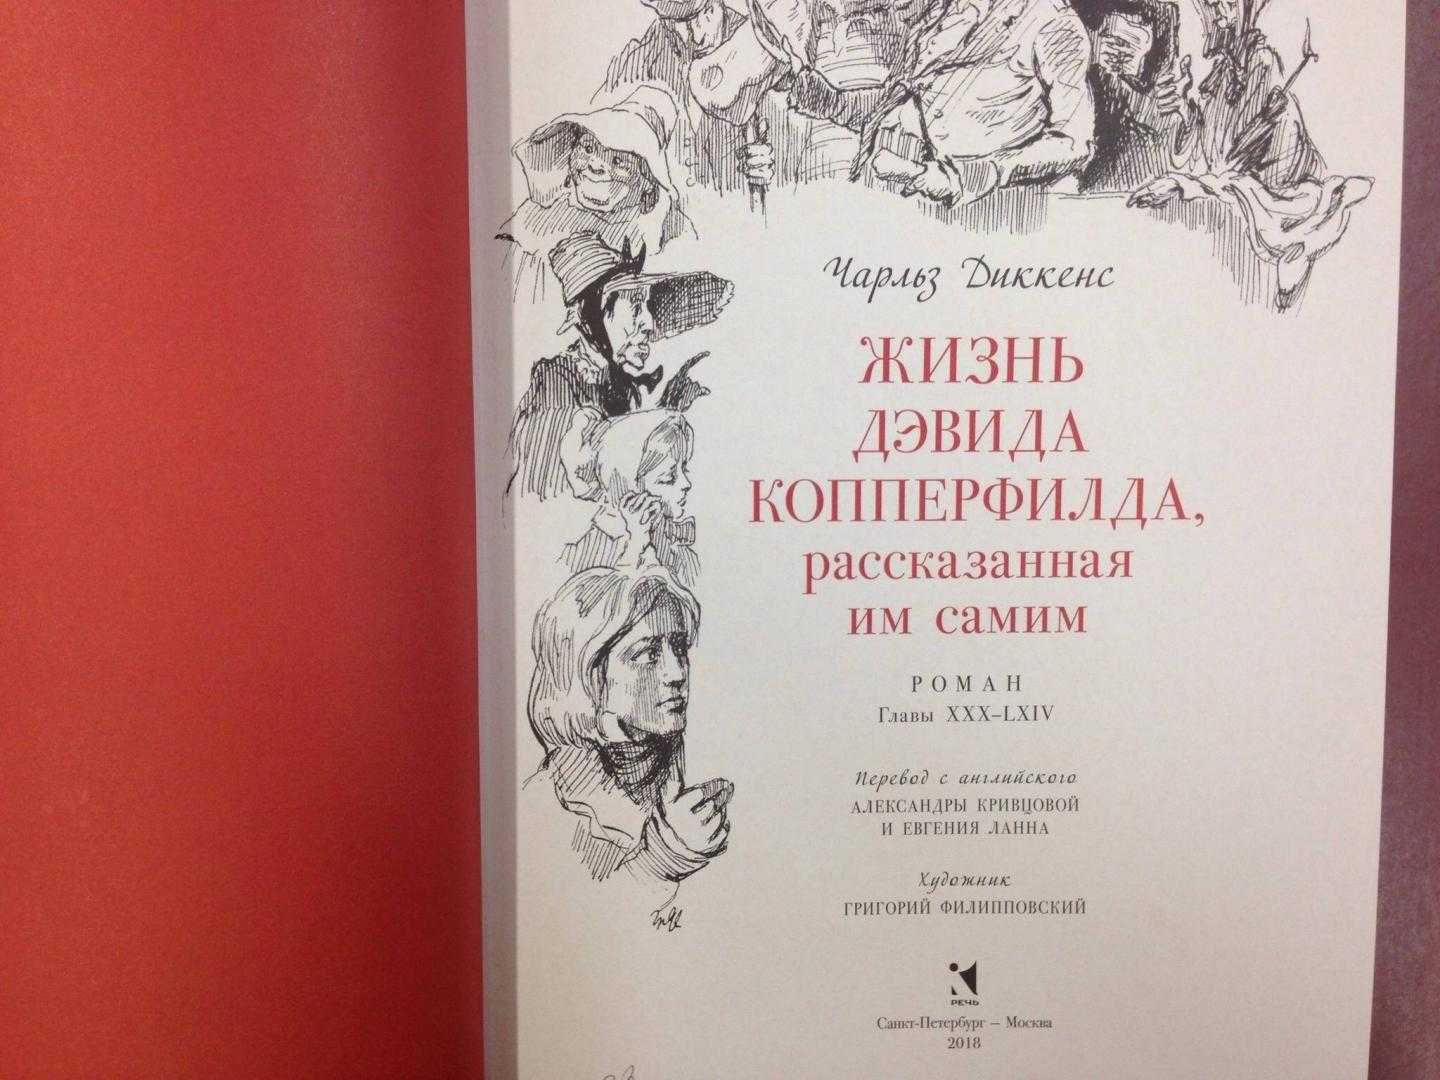 Чарльз Диккенс
ЖИЗНЬ
ДЭВИДА
КОППЕРФИЛДА,
рассказанная
им самим
РОМАН
Главы XXX–LXIV
Перевод с английского
АЛЕКСАНДРЫ КРИВЦОВОЙ
И ЕВГЕНИЯ ЛАННА
Художник
ГРИГОРИЙ ФИЛИППОВСКИЙ
РЕЧЬ
Санкт-Петербург – Москва
2018